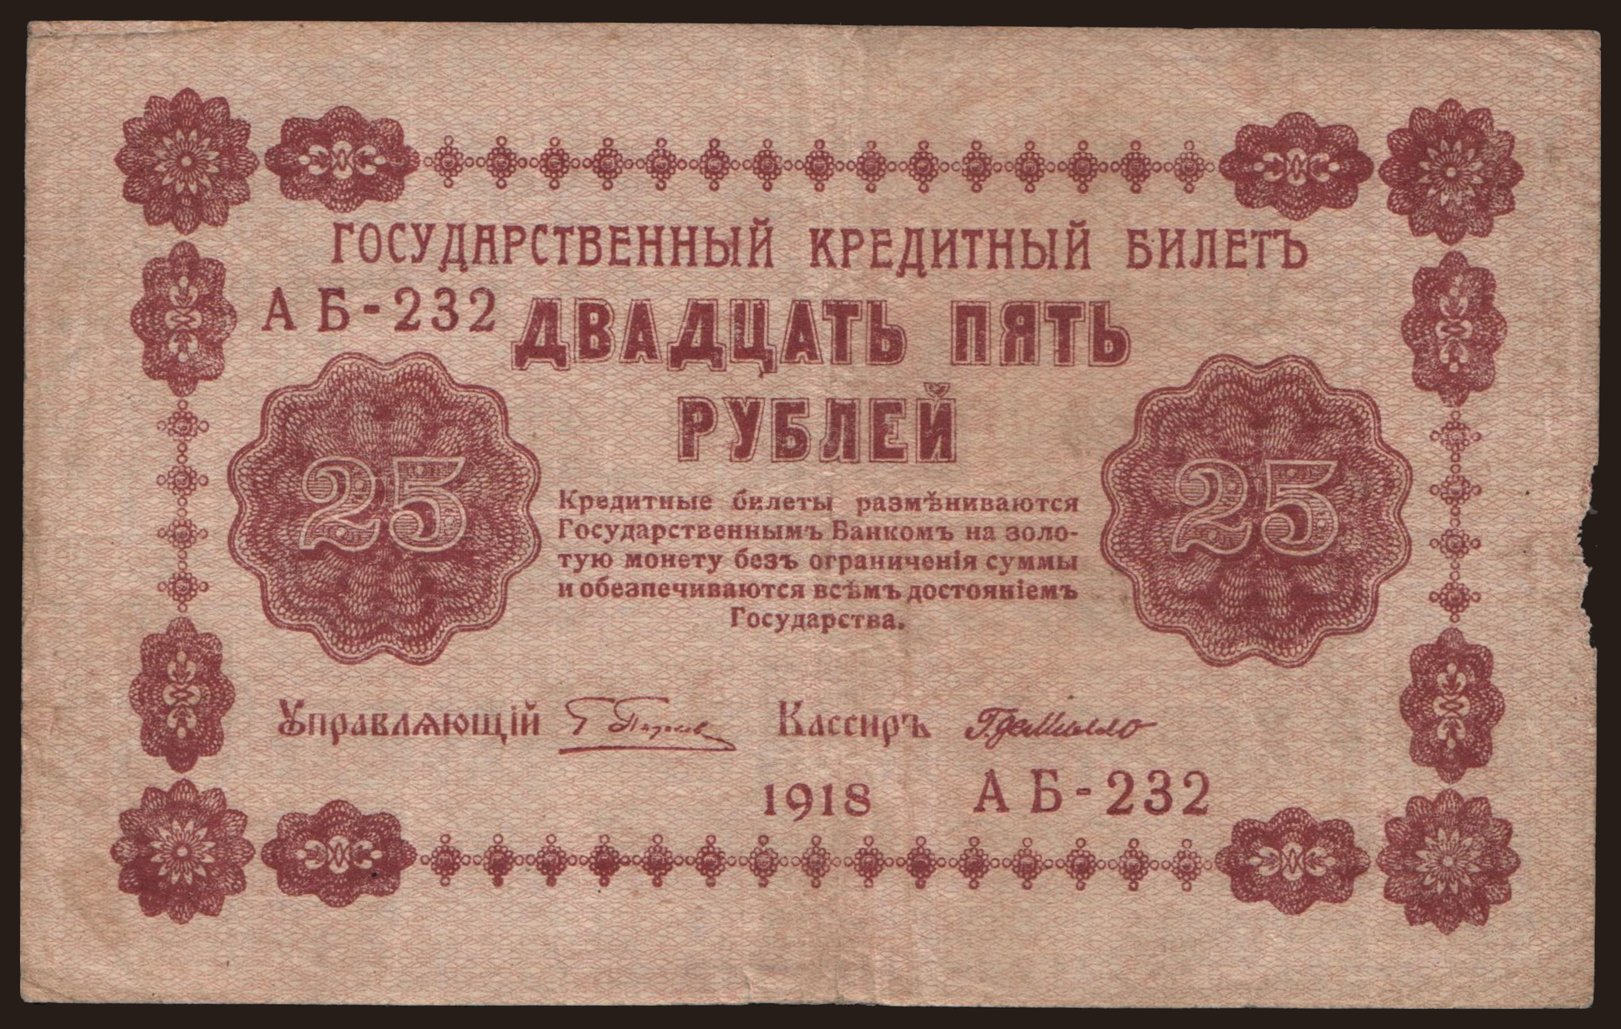 ГОСУДАРСТВЕННЫЙ КРЕДИТНЫЙ БИЛЕТЪ
АБ-232
ДВАДЦАТЬ ПЯТЬ
РУБЛЕЙ
25
25
Кредитные билеты размѣниваются
Государственнымъ Банкомъ на золо-
тую монету безъ ограниченія суммы
и обезпечиваются всѣмъ достояніемъ
Государства.
Управляющій
Кассиръ
1918 АБ-232